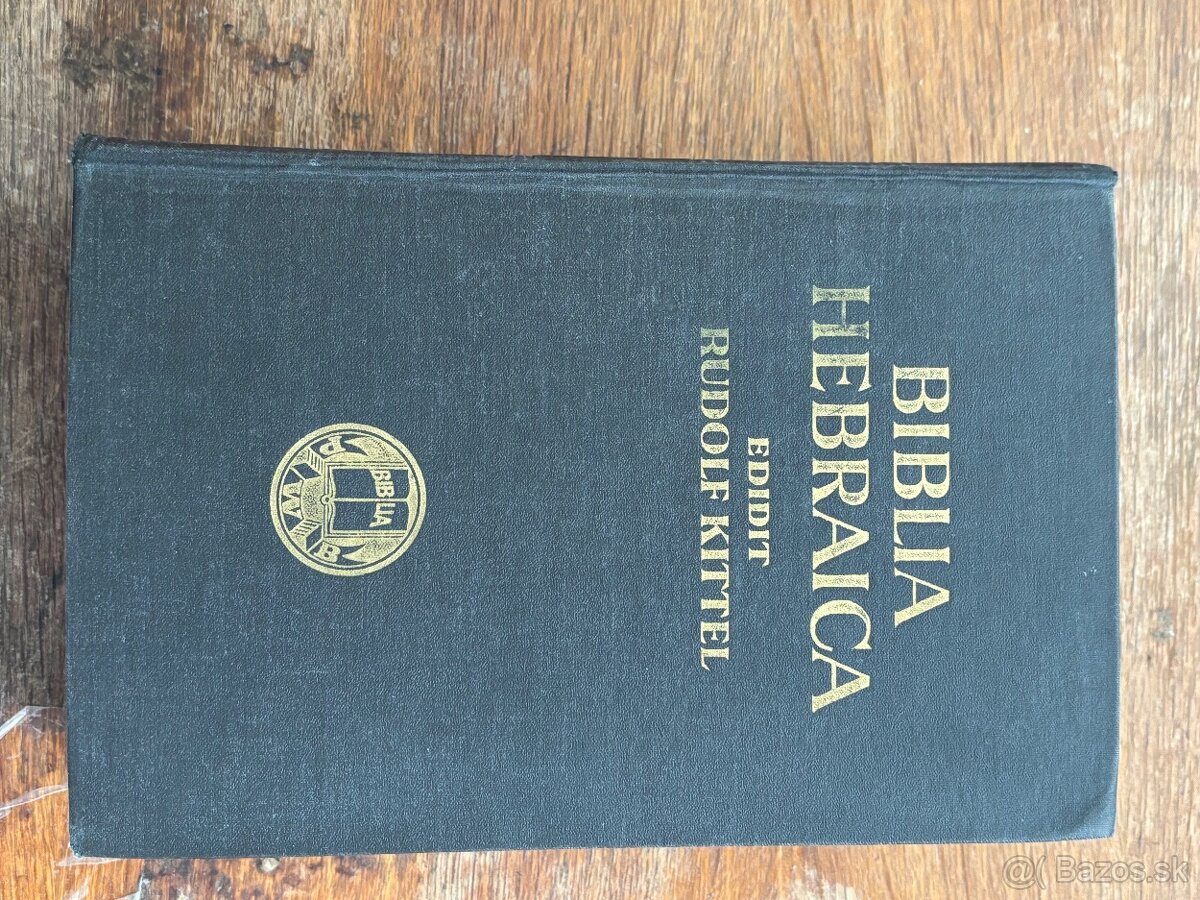 BIBLIA
HEBRAICA
EDIDIT
RUDOLF KITTEL
BIBLIA
P W B
@( Bazos.sk